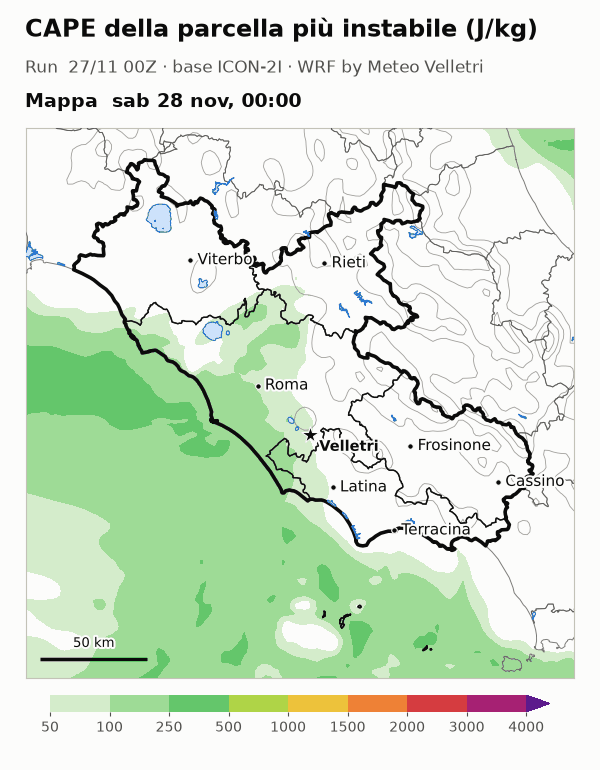 CAPE della parcella più instabile (J/kg)
Run 27/11 00Z · base ICON-2I · WRF by Meteo Velletri
Mappa sab 28 nov, 00:00
Viterbo
Rieti
Roma
Velletri
Frosinone
Latina
Cassino
Terracina
50 km
50 100 250 500 1000 1500 2000 3000 4000